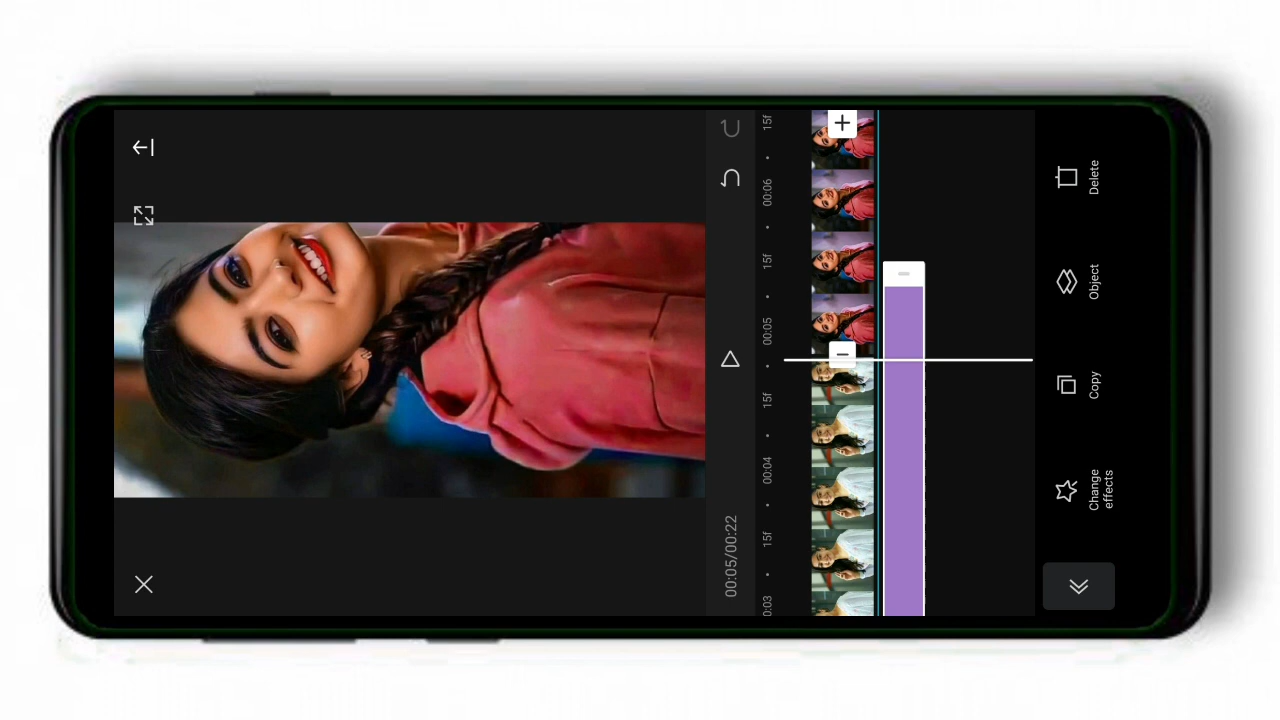 00:05/00:22
0:03
15f
00:04
15f
00:05
15f
00:06
15f
Change
effects
Copy
Object
Delete